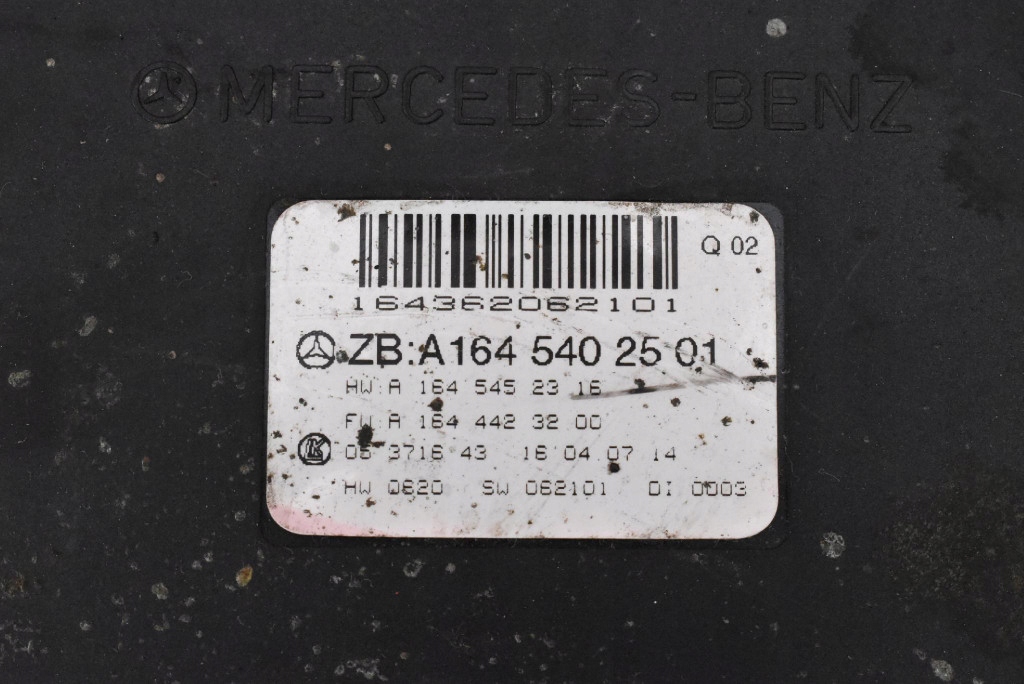 MERCEDES-BENZ
Q 02
164362062101
ZB:A164 540 25 01
HW A 164 545 23 16
FW A 164 442 32 00
K 05 3716 43 16 04 07 14
HW 0620 SW 062101 DI 0003